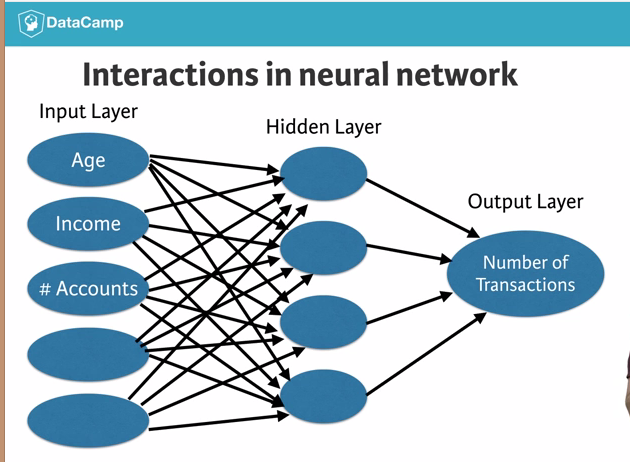 DataCamp
Interactions in neural network
Input Layer
Hidden Layer
Output Layer
Age
Income
# Accounts
Number of
Transactions